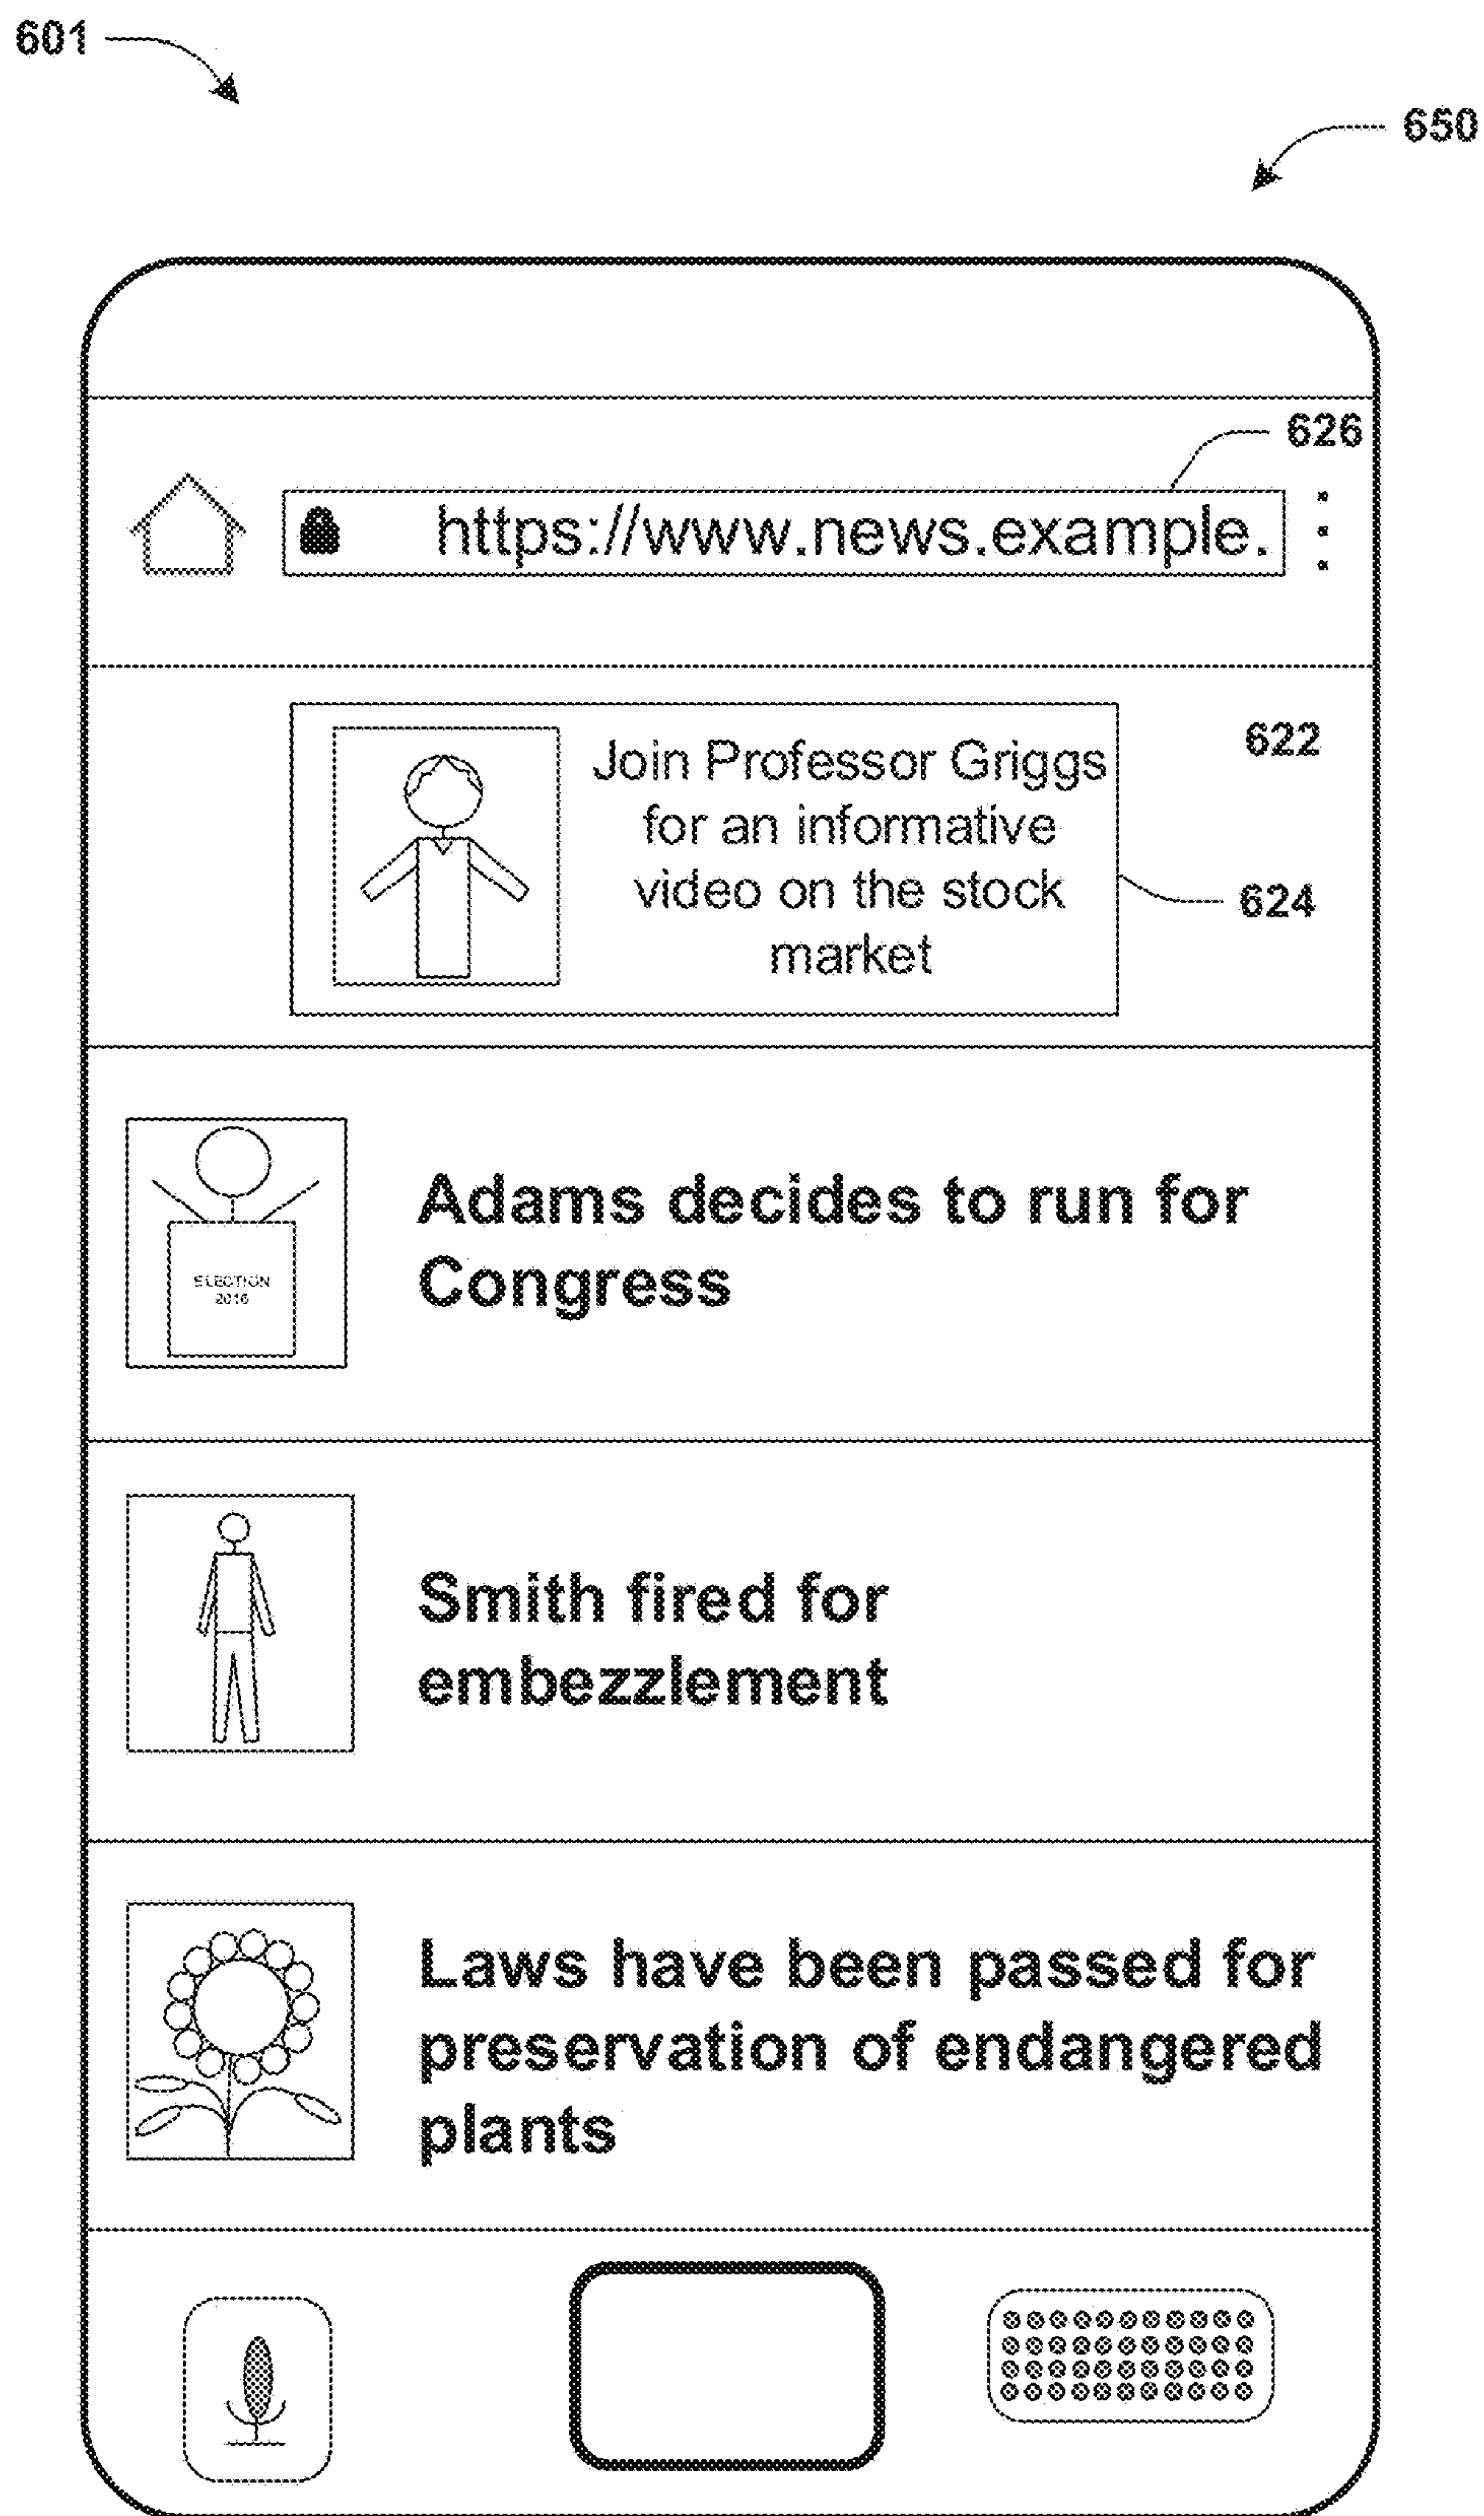 601
650
626
https://www.news.example.
622
Join Professor Griggs
for an informative
video on the stock
market
624
Adams decides to run for
Congress
ELECTION
2016
Smith fired for
embezzlement
Laws have been passed for
preservation of endangered
plants